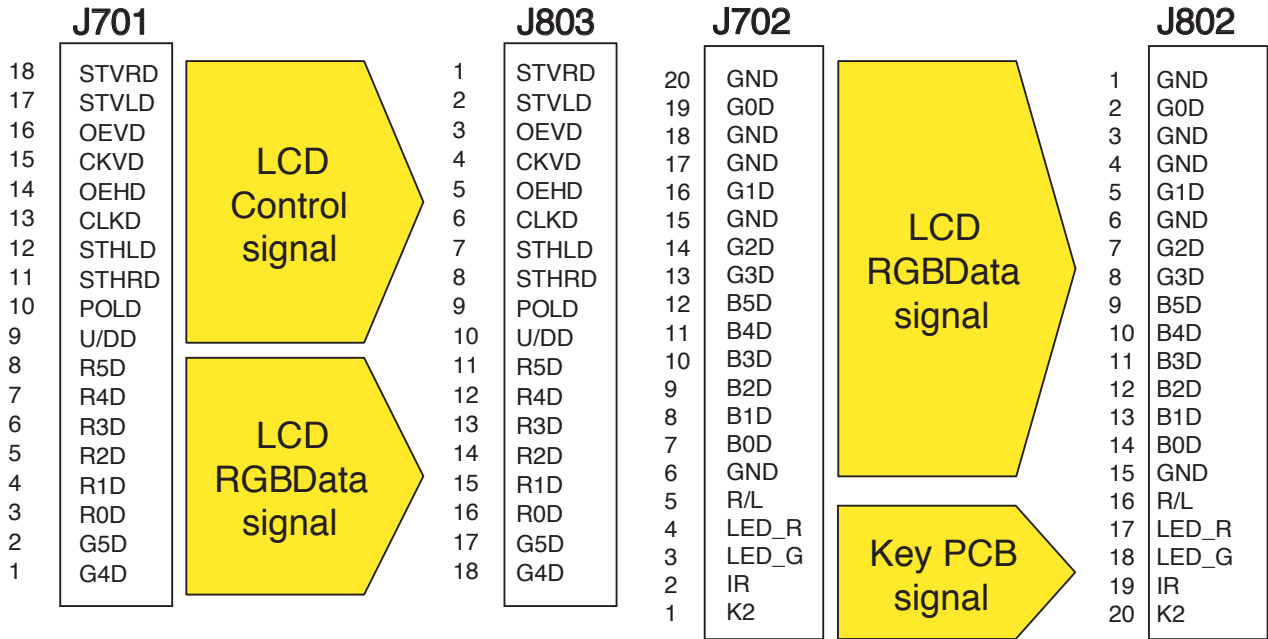 J701
J803
J702
J802
18 STVRD
17 STVLD
16 OEVD
15 CKVD
14 OEHD
13 CLKD
12 STHLD
11 STHRD
10 POLD
9 U/DD
8 R5D
7 R4D
6 R3D
5 R2D
4 R1D
3 R0D
2 G5D
1 G4D
LCD
Control
signal
LCD
RGBData
signal
1 STVRD
2 STVLD
3 OEVD
4 CKVD
5 OEHD
6 CLKD
7 STHLD
8 STHRD
9 POLD
10 U/DD
11 R5D
12 R4D
13 R3D
14 R2D
15 R1D
16 R0D
17 G5D
18 G4D
20 GND
19 G0D
18 GND
17 GND
16 G1D
15 GND
14 G2D
13 G3D
12 B5D
11 B4D
10 B3D
9 B2D
8 B1D
7 B0D
6 GND
5 R/L
4 LED_R
3 LED_G
2 IR
1 K2
LCD
RGBData
signal
Key PCB
signal
1 GND
2 G0D
3 GND
4 GND
5 G1D
6 GND
7 G2D
8 G3D
9 B5D
10 B4D
11 B3D
12 B2D
13 B1D
14 B0D
15 GND
16 R/L
17 LED_R
18 LED_G
19 IR
20 K2